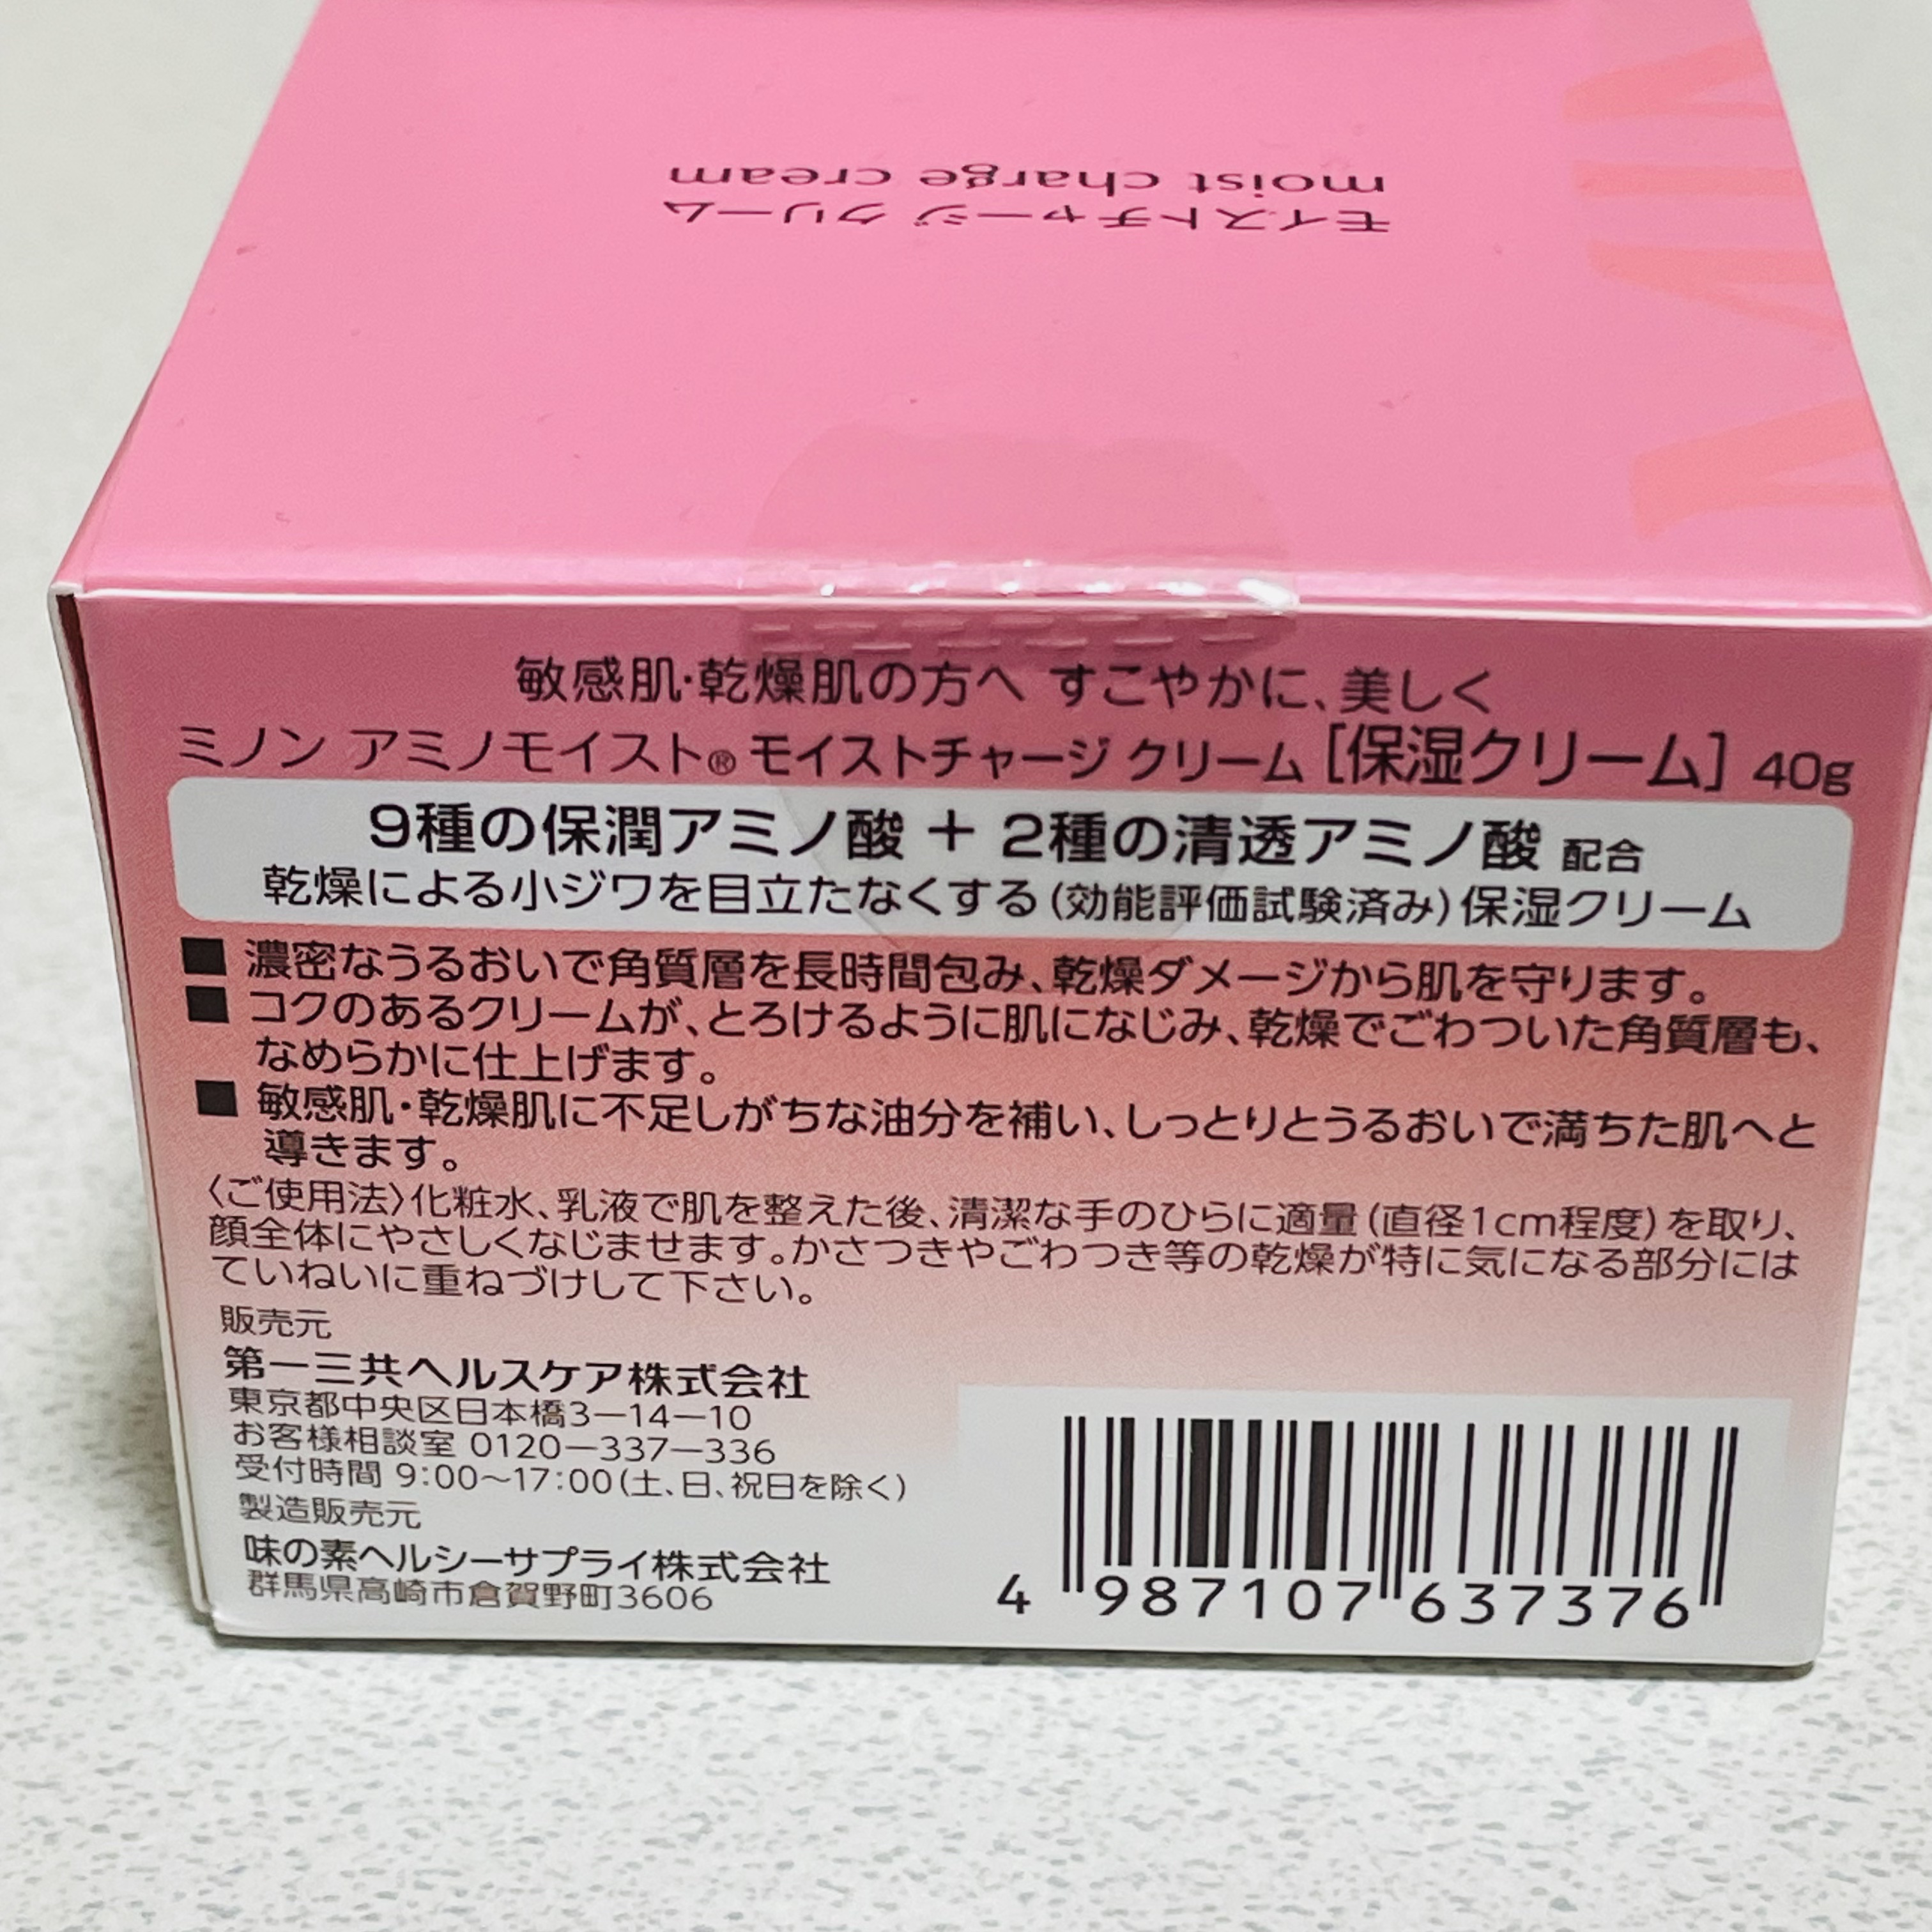 moist charge cream
モイストチャージ クリーム
MIN
敏感肌・乾燥肌の方へ すこやかに、美しく
ミノン アミノモイスト® モイストチャージ クリーム［保湿クリーム］40g
9種の保潤アミノ酸 ＋ 2種の清透アミノ酸 配合
乾燥による小ジワを目立たなくする（効能評価試験済み）保湿クリーム
■ 濃密なうるおいで角質層を長時間包み、乾燥ダメージから肌を守ります。
■ コクのあるクリームが、とろけるように肌になじみ、乾燥でごわついた角質層も、
なめらかに仕上げます。
■ 敏感肌・乾燥肌に不足しがちな油分を補い、しっとりとうるおいで満ちた肌へと
導きます。
〈ご使用法〉化粧水、乳液で肌を整えた後、清潔な手のひらに適量（直径1cm程度）を取り、
顔全体にやさしくなじませます。かさつきやごわつき等の乾燥が特に気になる部分には
ていねいに重ねづけして下さい。
販売元
第一三共ヘルスケア株式会社
東京都中央区日本橋3－14－10
お客様相談室 0120－337－336
受付時間 9:00～17:00（土、日、祝日を除く）
製造販売元
味の素ヘルシーサプライ株式会社
群馬県高崎市倉賀野町3606
4 987107 637376